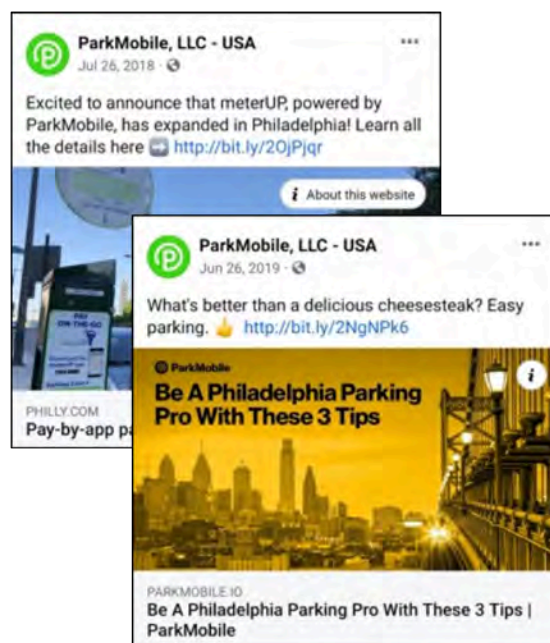 ParkMobile, LLC - USA
Jul 26, 2018
Excited to announce that meterUP, powered by
ParkMobile, has expanded in Philadelphia! Learn all
the details here ➡ http://bit.ly/2OjPjqr
i About this website
PAY
ON-THE-GO
PHILLY.COM
Pay-by-app pa
ParkMobile, LLC - USA
Jun 26, 2019
What's better than a delicious cheesesteak? Easy
parking. 👍 http://bit.ly/2NgNPk6
ParkMobile
i
Be A Philadelphia Parking
Pro With These 3 Tips
PARKMOBILE.IO
Be A Philadelphia Parking Pro With These 3 Tips |
ParkMobile